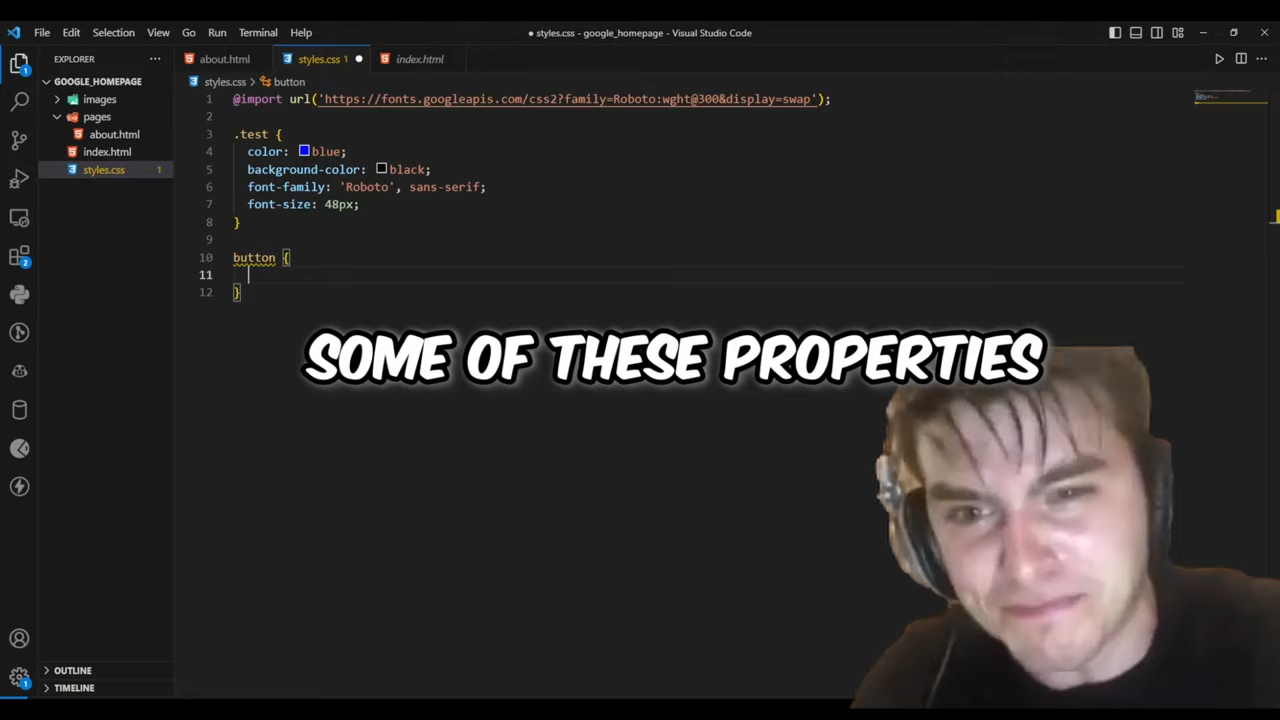 File Edit Selection View Go Run Terminal Help
styles.css - google_homepage - Visual Studio Code
EXPLORER
about.html
styles.css 1
index.html
GOOGLE_HOMEPAGE
images
pages
about.html
index.html
styles.css 1
styles.css > button
1 @import url('https://fonts.googleapis.com/css2?family=Roboto:wght@300&display=swap');
2
3 .test {
4 color: blue;
5 background-color: black;
6 font-family: 'Roboto', sans-serif;
7 font-size: 48px;
8 }
9
10 button {
11
12 }
SOME OF THESE PROPERTIES
OUTLINE
TIMELINE
1
2
1